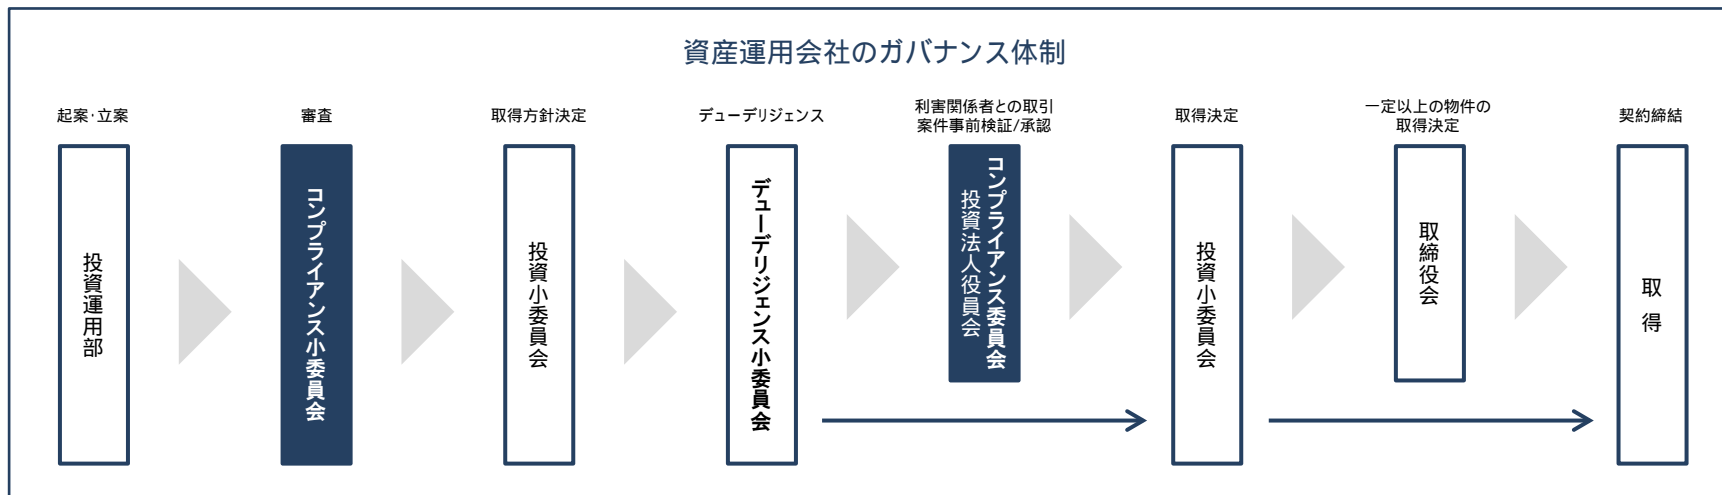 資産運用会社のガバナンス体制
起案・立案
投資運用部
審査
コンプライアンス小委員会
取得方針決定
投資小委員会
デューデリジェンス
デューデリジェンス小委員会
利害関係者との取引
案件事前検証/承認
コンプライアンス委員会
投資法人役員会
取得決定
投資小委員会
一定以上の物件の
取得決定
取締役会
契約締結
取得